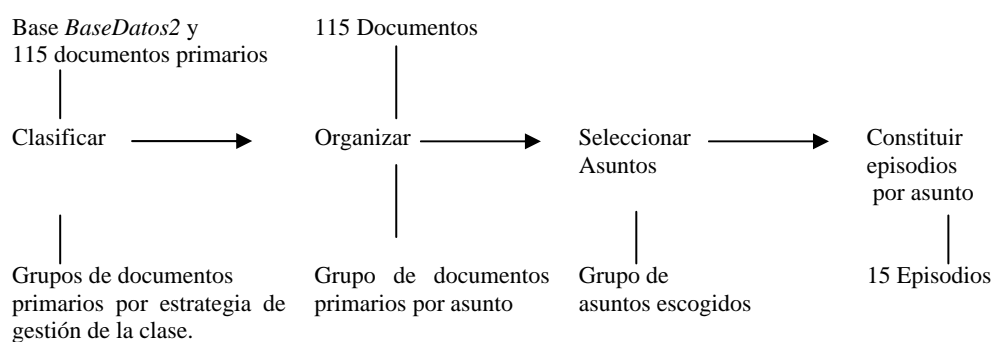 Base BaseDatos2 y
115 documentos primarios
115 Documentos
Clasificar
Organizar
Seleccionar
Asuntos
Constituir
episodios
por asunto
Grupos de documentos
primarios por estrategia de
gestión de la clase.
Grupo de documentos
primarios por asunto
Grupo de
asuntos escogidos
15 Episodios